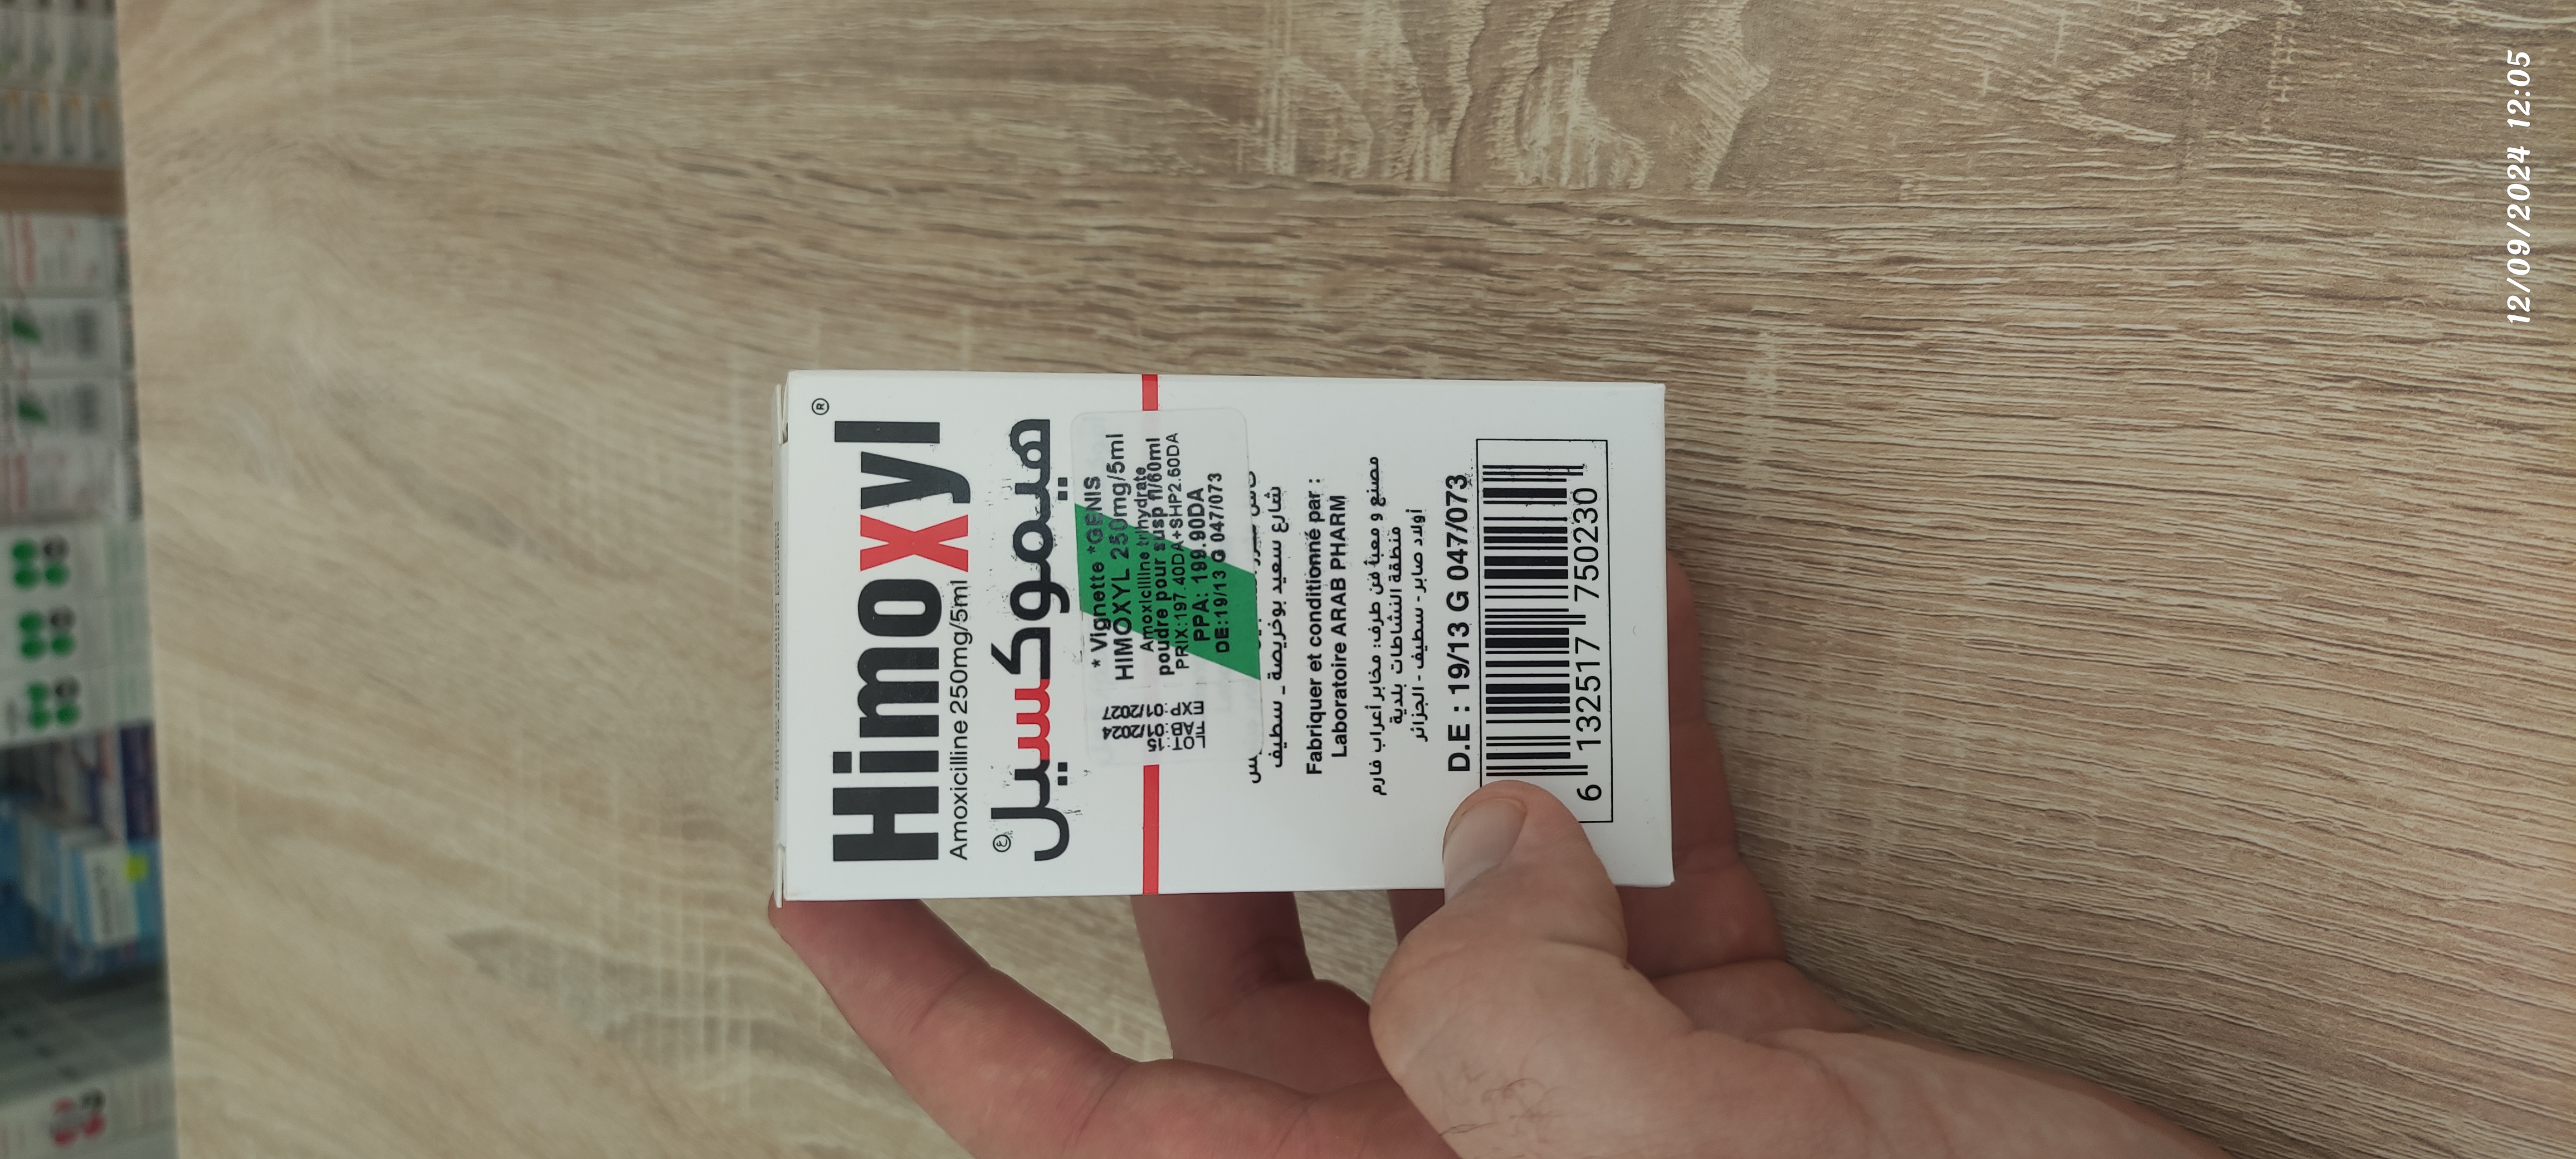 Himoxyl ®
Amoxicilline 250mg/5ml
هيموكسيل
* Vignette *GENIS
HIMOXYL 250mg/5ml
Amoxicilline trihydrate
poudre pour susp fl/60ml
PRIX:197.40DA+SHP2.50DA
PPA: 199.90DA
DE:19/13 G 047/073
LOT:15
FAB:01/2024
EXP:01/2027
شارع سعيد بوخريصة _ سطيف
Fabriquer et conditionné par :
Laboratoire ARAB PHARM
مصنع و معبأ من طرف: مخابر أعراب فارم
منطقة النشاطات بلدية
أولاد صابر - سطيف - الجزائر
D.E : 19/13 G 047/073
6 132517 750230
12/09/2024 12:05